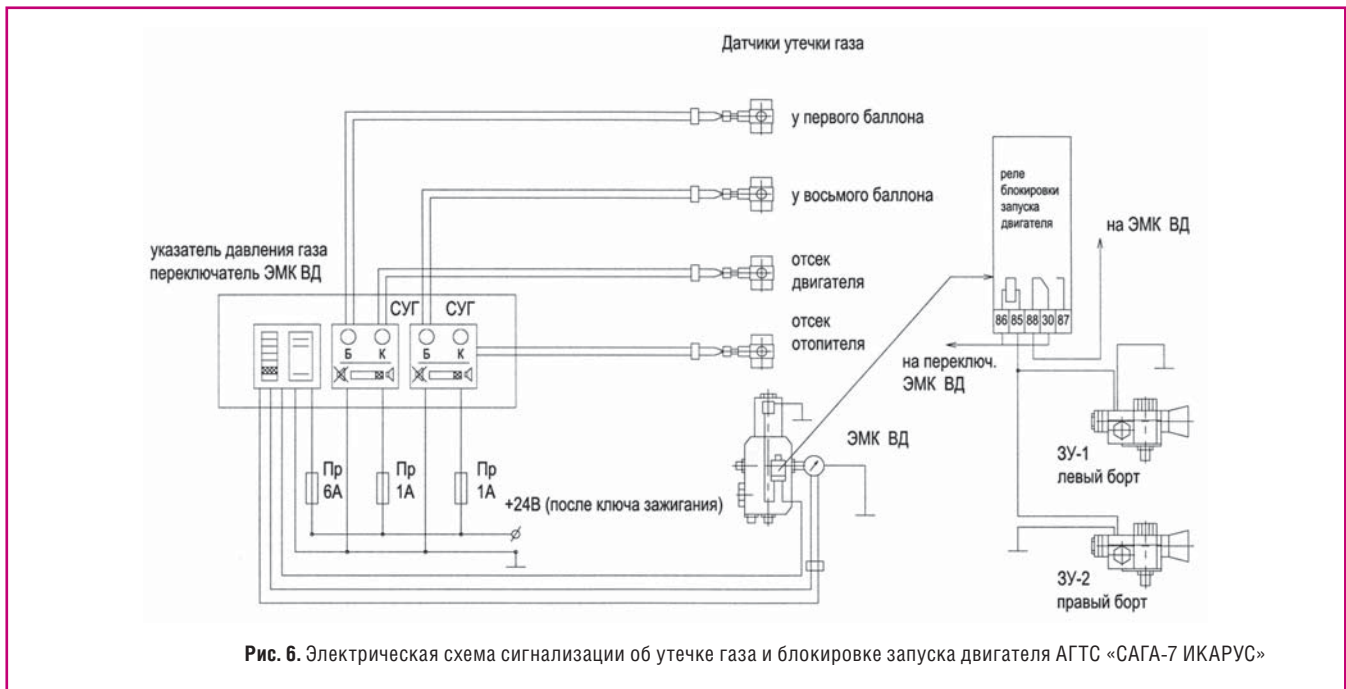 Датчики утечки газа
у первого баллона
у восьмого баллона
отсек
двигателя
отсек
отопителя
указатель давления газа
переключатель ЭМК ВД
СУГ СУГ
Б К Б К
Пр
6А
Пр
1А
Пр
1А
+24В (после ключа зажигания)
ЭМК ВД
реле
блокировки
запуска
двигателя
86 85 88 30 87
на ЭМК ВД
на переключ.
ЭМК ВД
ЗУ-1
левый борт
ЗУ-2
правый борт
Рис. 6. Электрическая схема сигнализации об утечке газа и блокировке запуска двигателя АГТС «САГА-7 ИКАРУС»